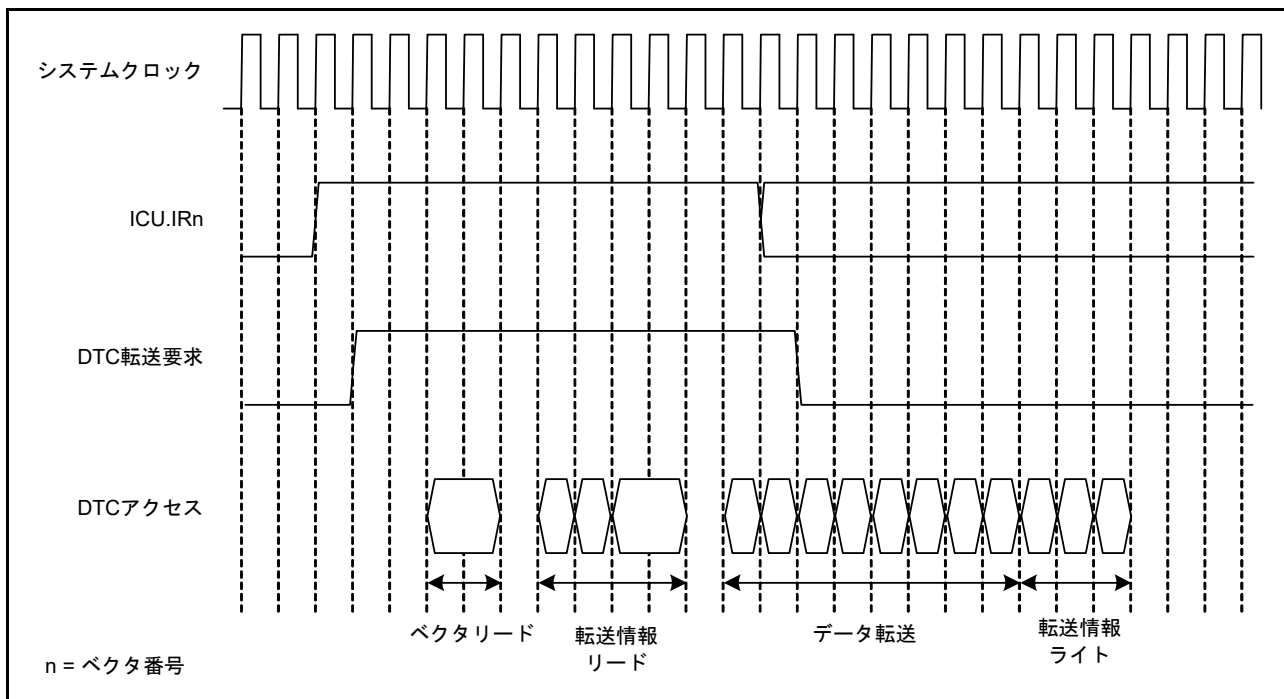 システムクロック
ICU.IRn
DTC転送要求
DTCアクセス
ベクタリード
転送情報
リード
データ転送
転送情報
ライト
n = ベクタ番号